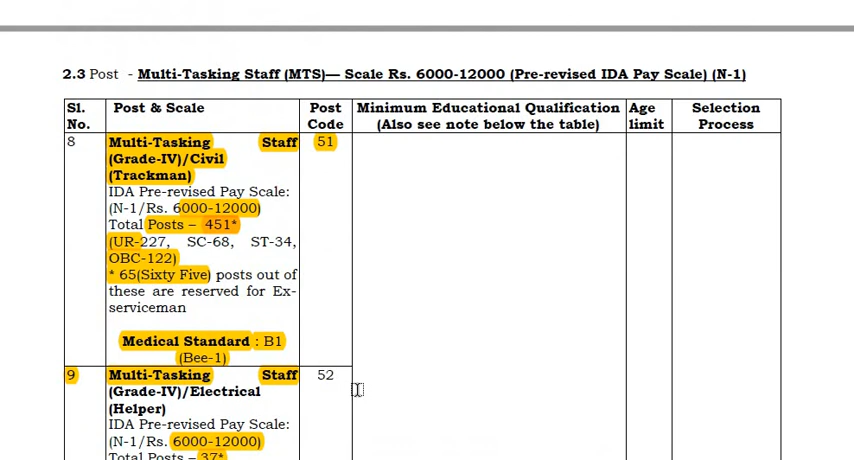 2.3 Post - Multi-Tasking Staff (MTS)— Scale Rs. 6000-12000 (Pre-revised IDA Pay Scale) (N-1)
Sl. No.
Post & Scale
Post Code
Minimum Educational Qualification
(Also see note below the table)
Age limit
Selection Process
8
Multi-Tasking Staff
(Grade-IV)/Civil
(Trackman)
IDA Pre-revised Pay Scale:
(N-1/Rs. 6000-12000)
Total Posts – 451*
(UR-227, SC-68, ST-34,
OBC-122)
* 65(Sixty Five) posts out of
these are reserved for Ex-
serviceman
Medical Standard : B1
(Bee-1)
51
9
Multi-Tasking Staff
(Grade-IV)/Electrical
(Helper)
IDA Pre-revised Pay Scale:
(N-1/Rs. 6000-12000)
Total Posts – 37*
52